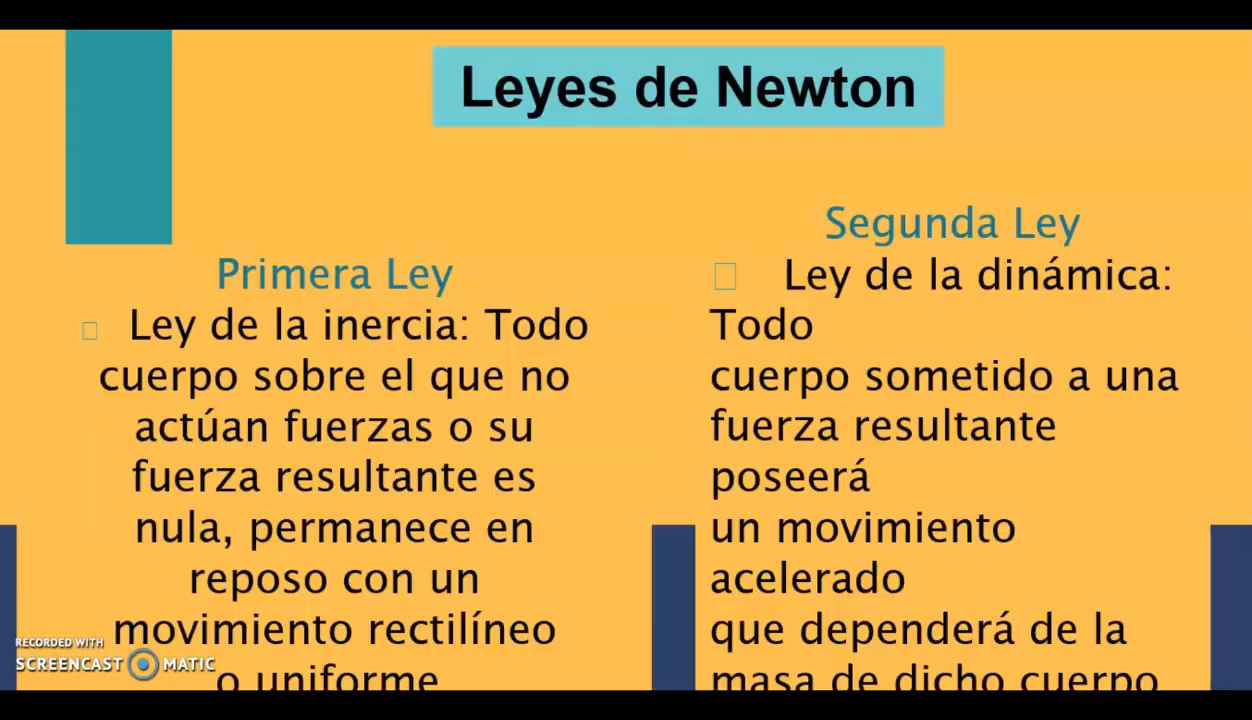 Leyes de Newton
Primera Ley
Ley de la inercia: Todo
cuerpo sobre el que no
actúan fuerzas o su
fuerza resultante es
nula, permanece en
reposo con un
movimiento rectilíneo
o uniforme
Segunda Ley
Ley de la dinámica:
Todo
cuerpo sometido a una
fuerza resultante
poseerá
un movimiento
acelerado
que dependerá de la
masa de dicho cuerpo
RECORDED WITH
SCREENCAST MATIC